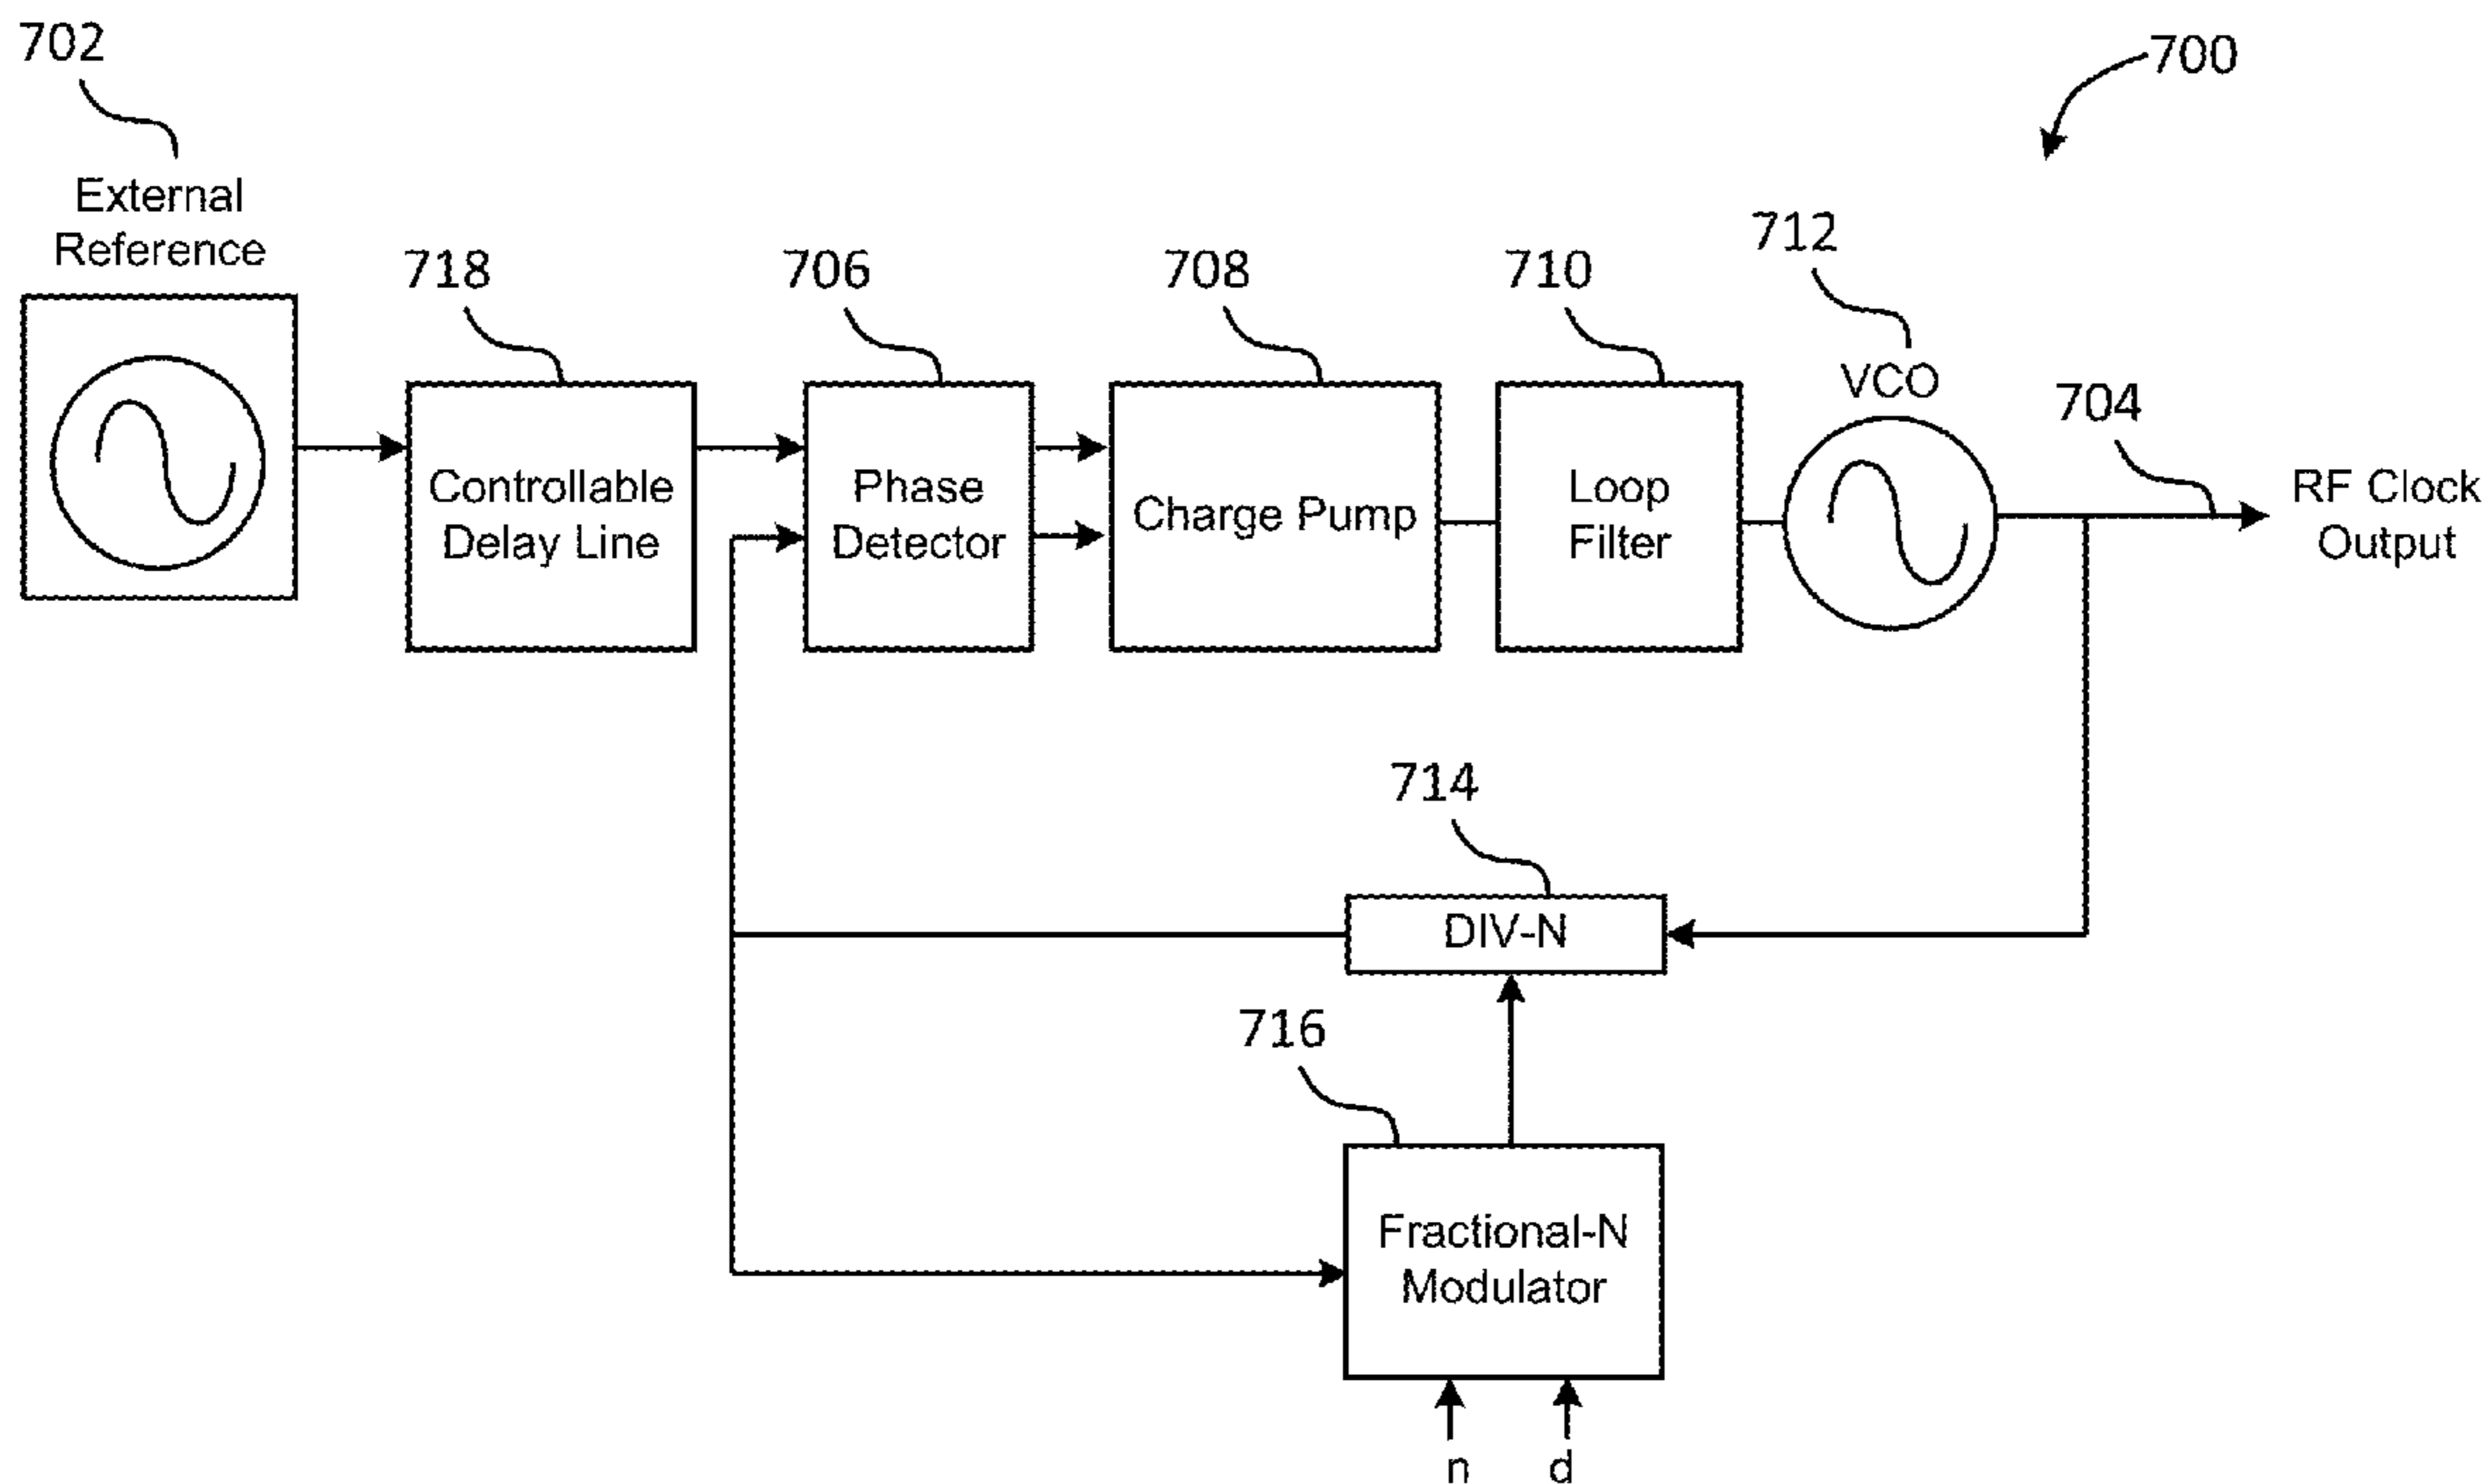 702
700
External
Reference
718
706
708
710
712
VCO
704
Controllable
Delay Line
Phase
Detector
Charge Pump
Loop
Filter
RF Clock
Output
714
DIV-N
716
Fractional-N
Modulator
n
d